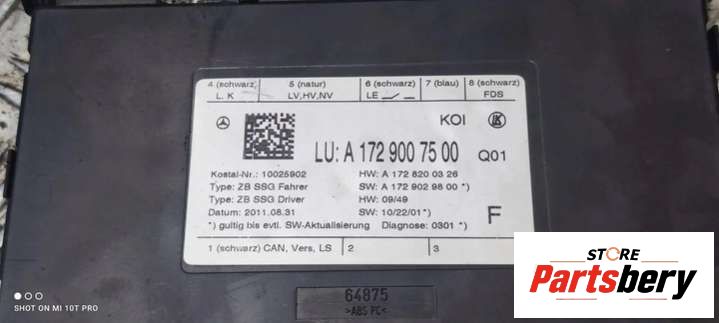 4 (schwarz) 5 (natur) 6 (schwarz) 7 (blau) 8 (schwarz)
L. K LV,HV,NV LE FDS
KOI
LU: A 172 900 75 00 Q01
Kostal-Nr.: 10025902 HW: A 172 820 03 26
Type: ZB SSG Fahrer SW: A 172 902 98 00 *)
Type: ZB SSG Driver HW: 09/49
Datum: 2011.08.31 SW: 10/22/01*) F
*) gultig bis evtl. SW-Aktualisierung Diagnose: 0301 *)
1 (schwarz) CAN, Vers, LS 2 3
64875
>ABS PC<
SHOT ON MI 10T PRO
STORE
Partsbery